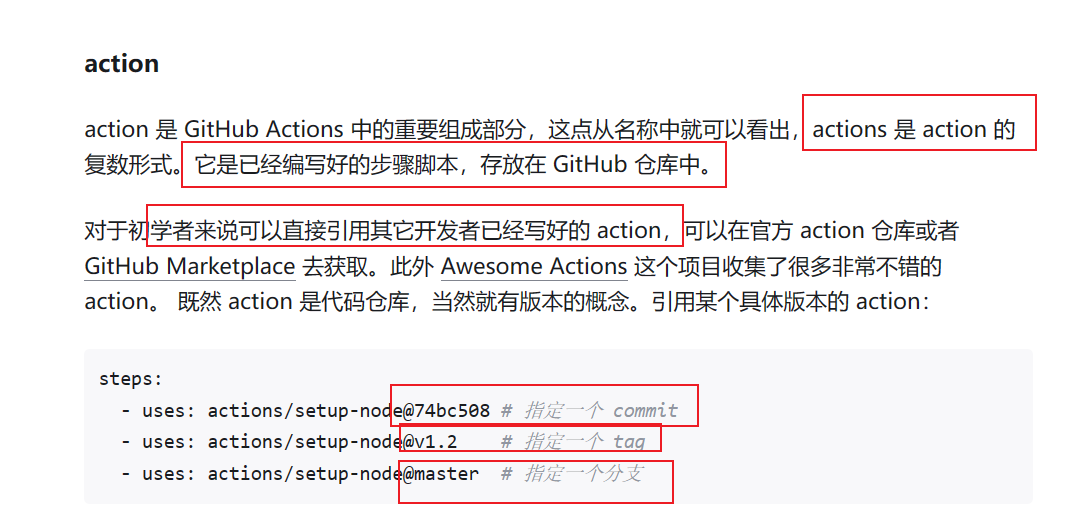 action
action 是 GitHub Actions 中的重要组成部分，这点从名称中就可以看出，actions 是 action 的
复数形式。它是已经编写好的步骤脚本，存放在 GitHub 仓库中。
对于初学者来说可以直接引用其它开发者已经写好的 action，可以在官方 action 仓库或者
GitHub Marketplace 去获取。此外 Awesome Actions 这个项目收集了很多非常不错的
action。 既然 action 是代码仓库，当然就有版本的概念。引用某个具体版本的 action：
steps:
  - uses: actions/setup-node@74bc508 # 指定一个 commit
  - uses: actions/setup-node@v1.2    # 指定一个 tag
  - uses: actions/setup-node@master  # 指定一个分支